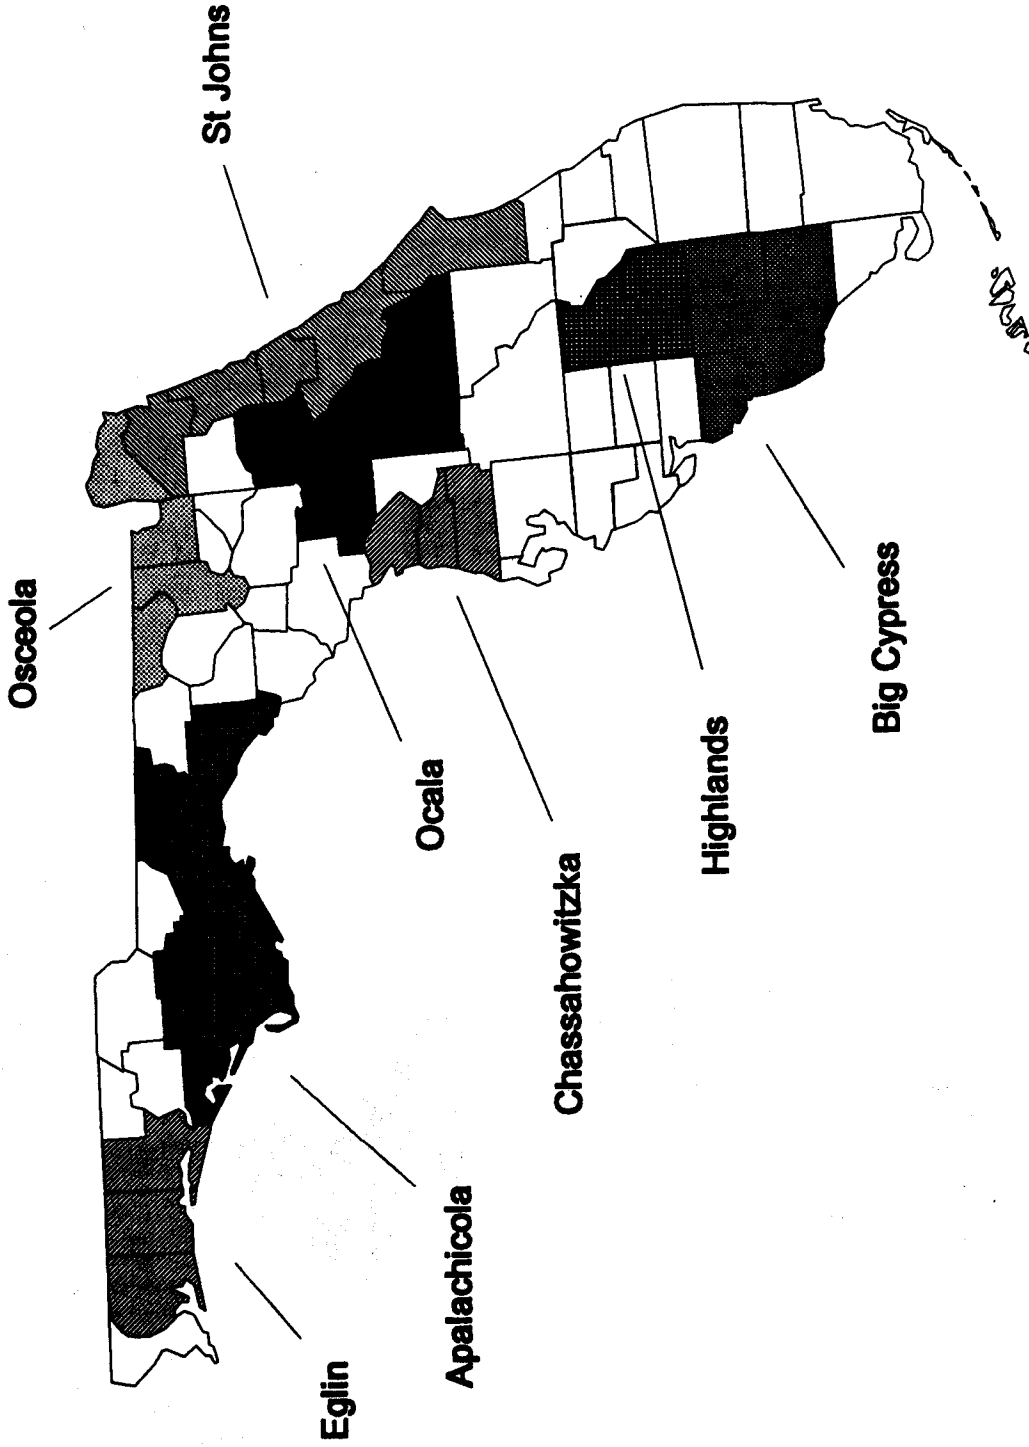 Osceola
St Johns
Ocala
Eglin
Apalachicola
Chassahowitzka
Highlands
Big Cypress